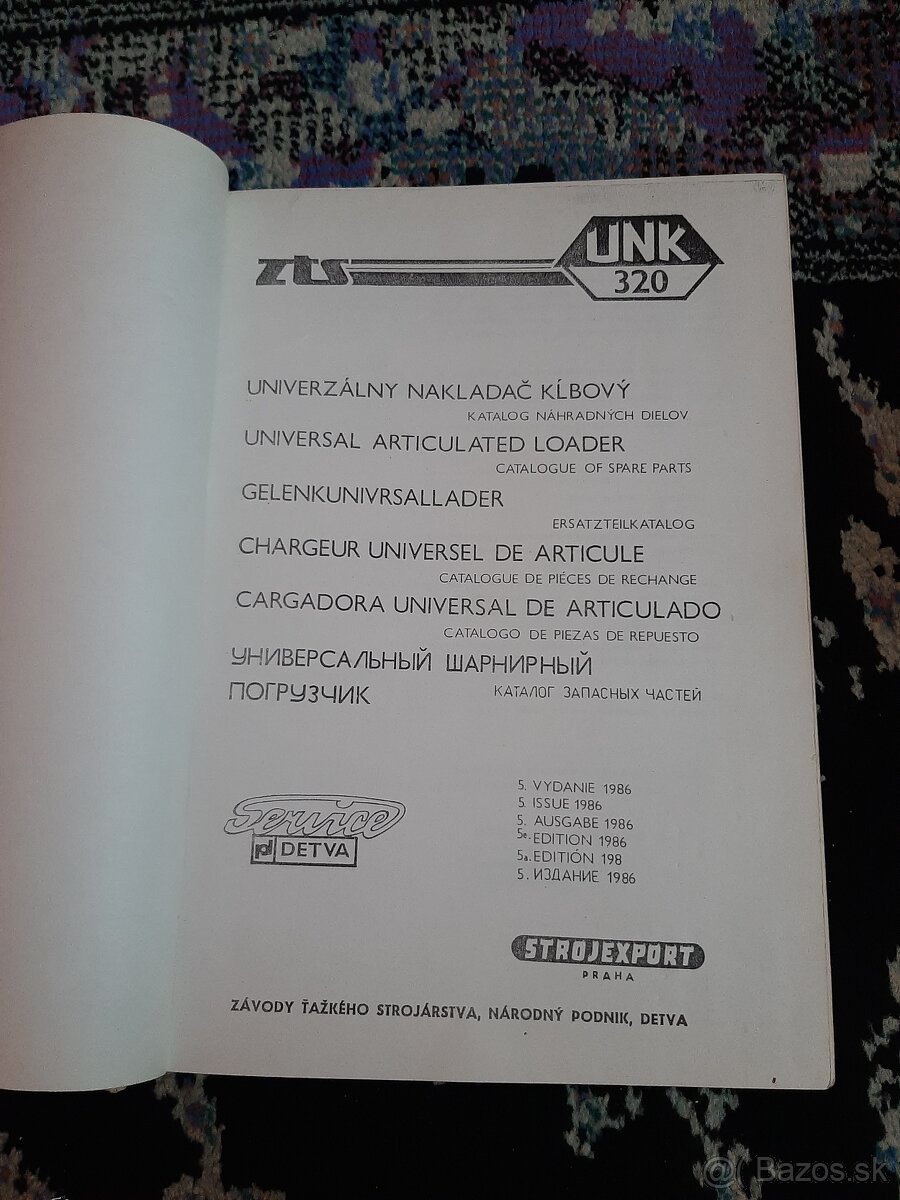 zts
UNK
320
UNIVERZÁLNY NAKLADAČ KĹBOVÝ
KATALOG NÁHRADNÝCH DIELOV
UNIVERSAL ARTICULATED LOADER
CATALOGUE OF SPARE PARTS
GELENKUNIVRSALLADER
ERSATZTEILKATALOG
CHARGEUR UNIVERSEL DE ARTICULE
CATALOGUE DE PIÉCES DE RECHANGE
CARGADORA UNIVERSAL DE ARTICULADO
CATALOGO DE PIEZAS DE REPUESTO
УНИВЕРСАЛЬНЫЙ ШАРНИРНЫЙ
ПОГРУЗЧИК КАТАЛОГ ЗАПАСНЫХ ЧАСТЕЙ
Service
DETVA
5. VYDANIE 1986
5. ISSUE 1986
5. AUSGABE 1986
5e. EDITION 1986
5a. EDITIÓN 198
5. ИЗДАНИЕ 1986
STROJEXPORT
PRAHA
ZÁVODY ŤAŽKÉHO STROJÁRSTVA, NÁRODNÝ PODNIK, DETVA
Bazos.sk